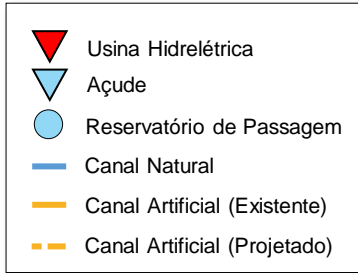 Usina Hidrelétrica
Açude
Reservatório de Passagem
Canal Natural
Canal Artificial (Existente)
Canal Artificial (Projetado)